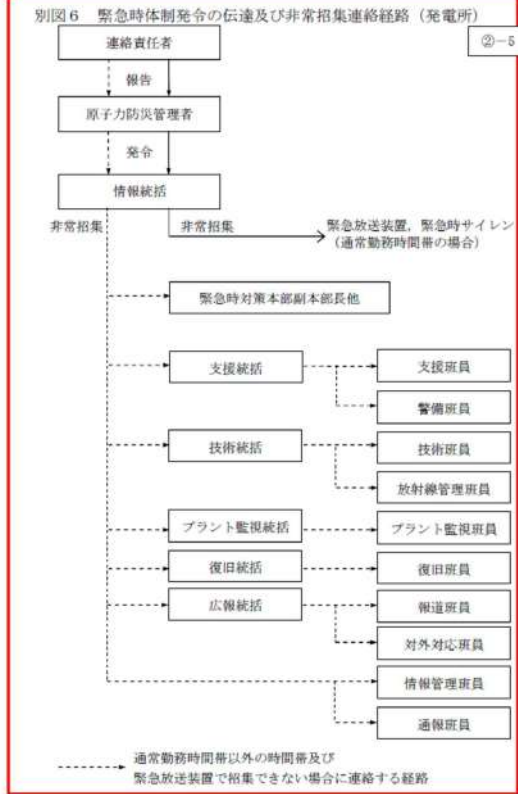 別図6 緊急時体制発令の伝達及び非常招集連絡経路（発電所）
②－5
連絡責任者
報告
原子力防災管理者
発令
情報統括
非常招集
非常招集
緊急放送装置，緊急時サイレン
（通常勤務時間帯の場合）
緊急時対策本部副本部長他
支援統括
支援班員
警備班員
技術統括
技術班員
放射線管理班員
プラント監視統括
プラント監視班員
復旧統括
復旧班員
広報統括
報道班員
対外対応班員
情報管理班員
通報班員
通常勤務時間帯以外の時間帯及び
緊急放送装置で招集できない場合に連絡する経路